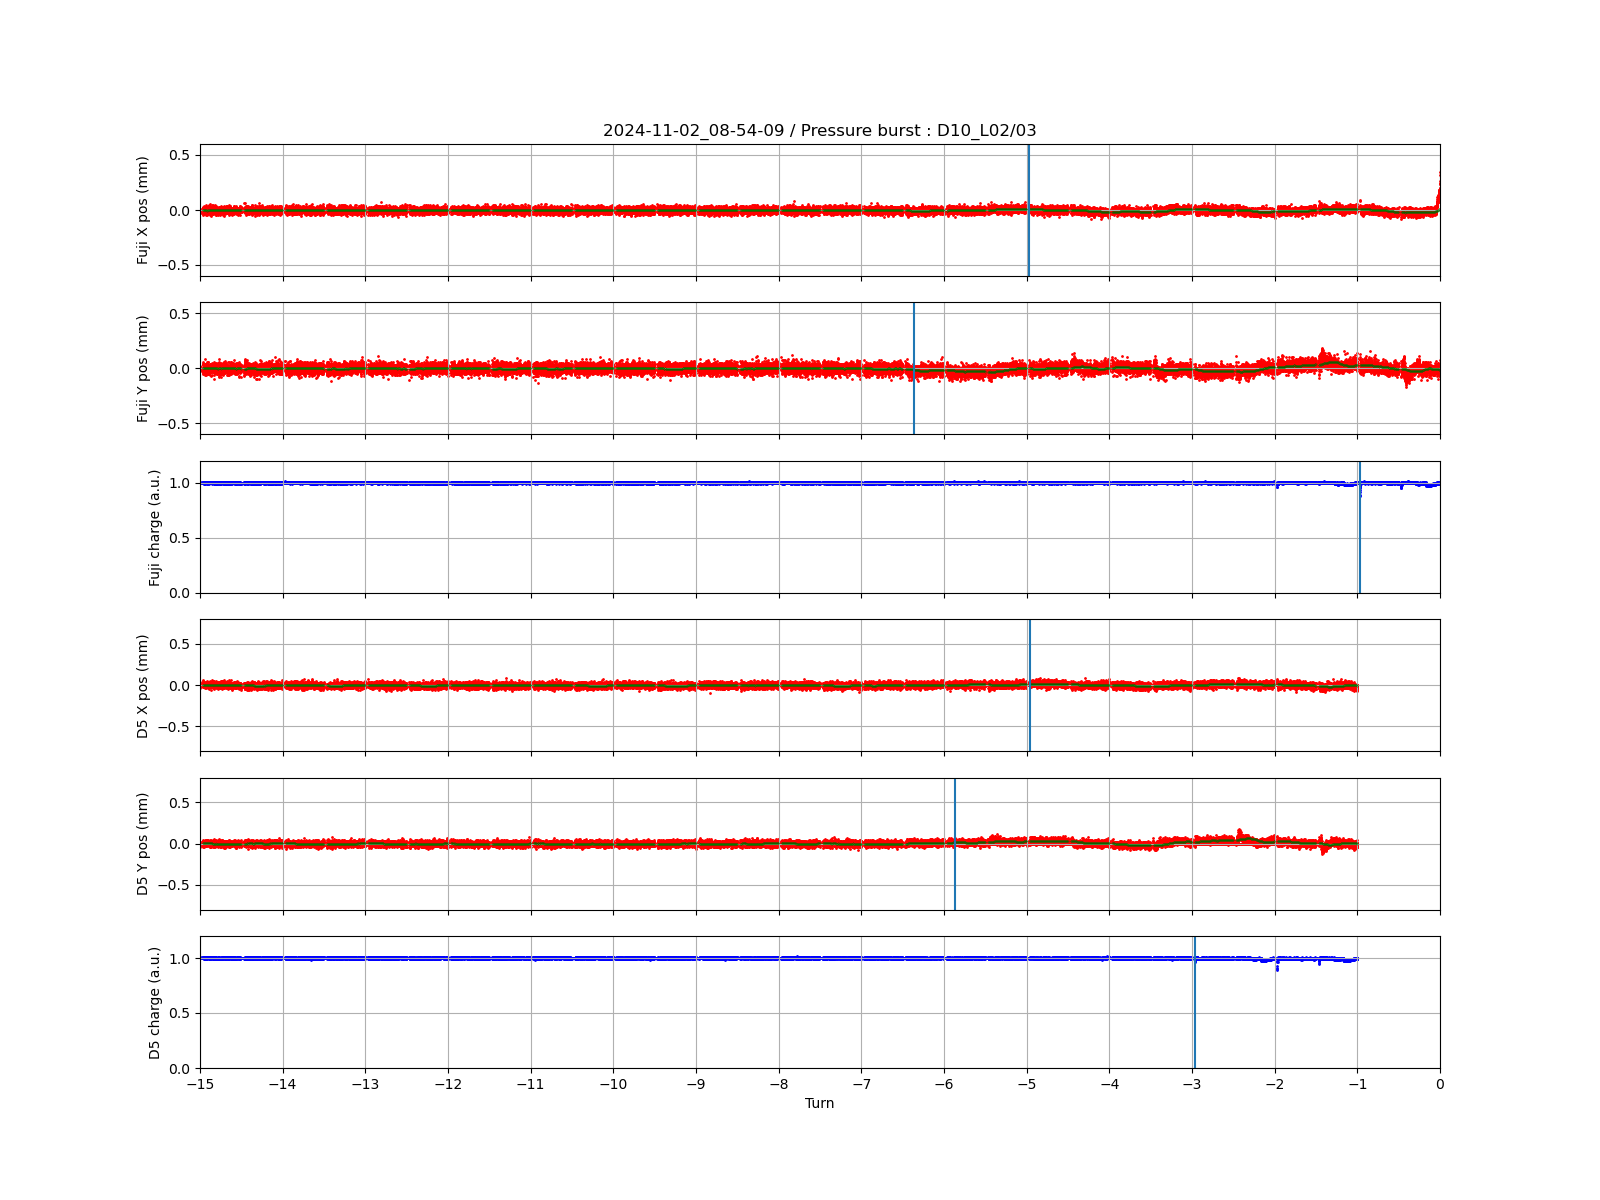 2024-11-02_08-54-09 / Pressure burst : D10_L02/03
Fuji X pos (mm)
0.5
0.0
−0.5
Fuji Y pos (mm)
0.5
0.0
−0.5
Fuji charge (a.u.)
1.0
0.5
0.0
D5 X pos (mm)
0.5
0.0
−0.5
D5 Y pos (mm)
0.5
0.0
−0.5
D5 charge (a.u.)
1.0
0.5
0.0
−15 −14 −13 −12 −11 −10 −9 −8 −7 −6 −5 −4 −3 −2 −1 0
Turn